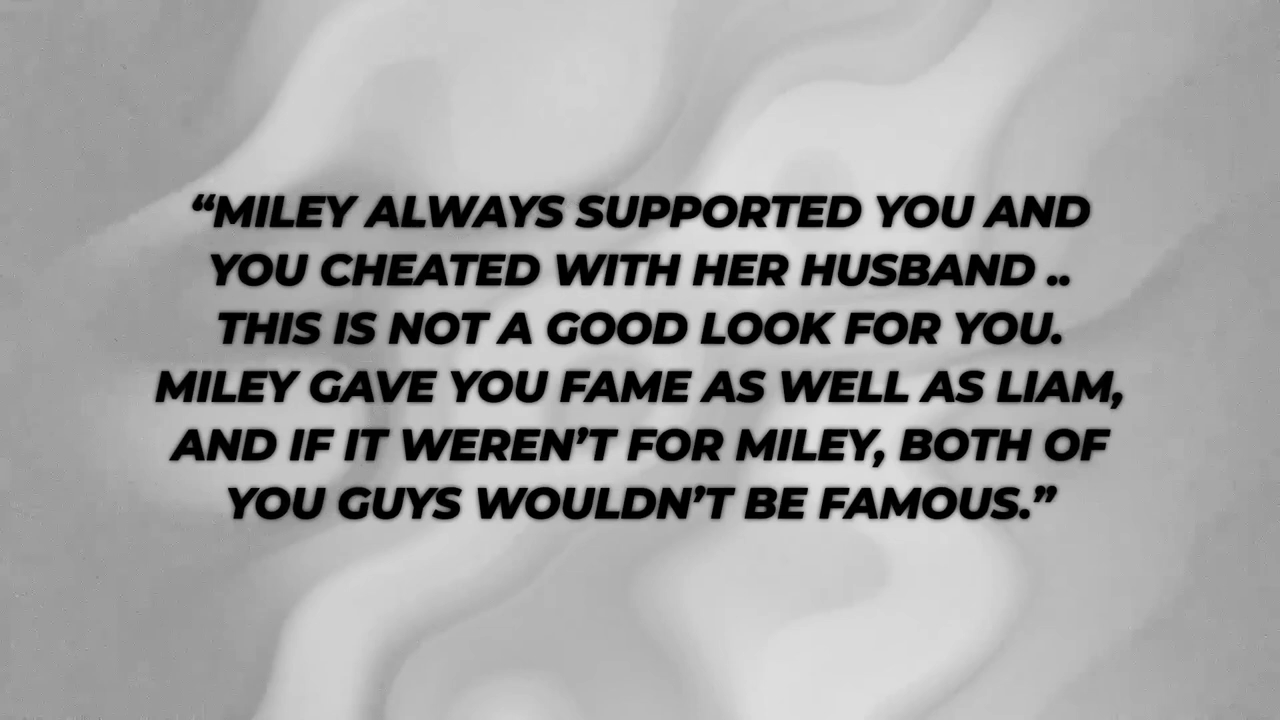 “MILEY ALWAYS SUPPORTED YOU AND
YOU CHEATED WITH HER HUSBAND ..
THIS IS NOT A GOOD LOOK FOR YOU.
MILEY GAVE YOU FAME AS WELL AS LIAM,
AND IF IT WEREN’T FOR MILEY, BOTH OF
YOU GUYS WOULDN’T BE FAMOUS.”